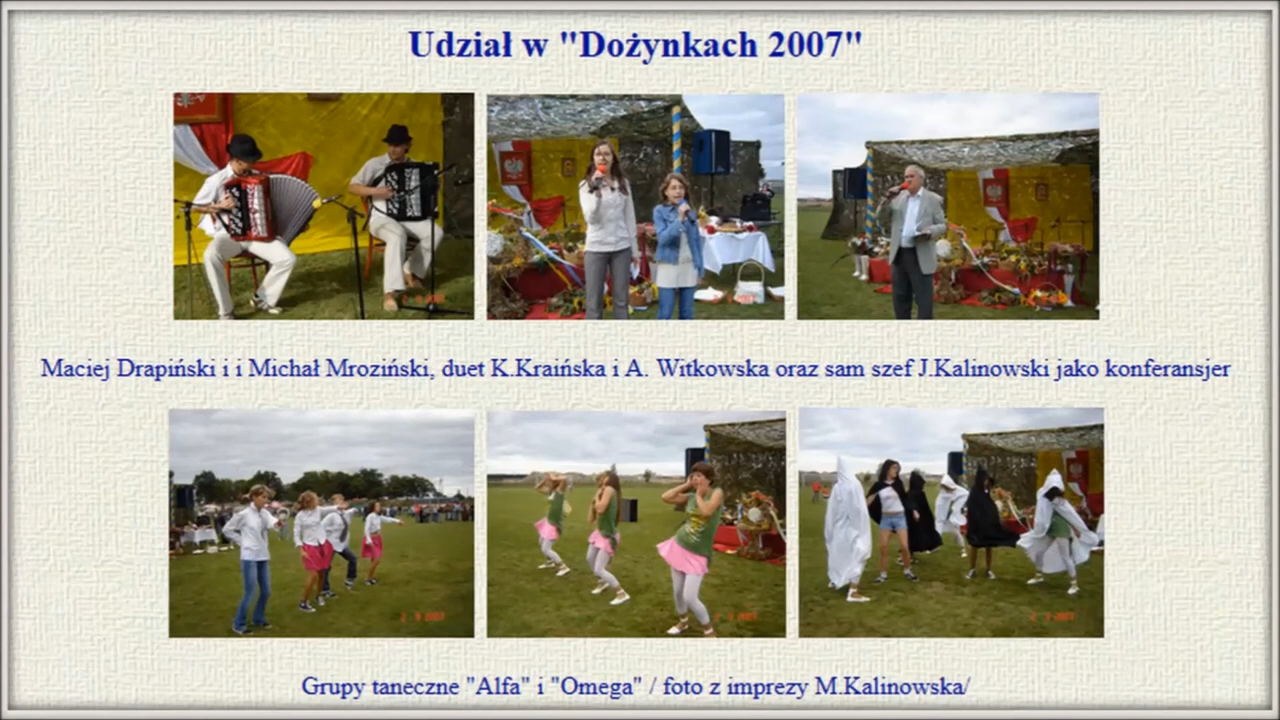 Udział w "Dożynkach 2007"
Maciej Drapiński i i Michał Mroziński, duet K.Kraińska i A. Witkowska oraz sam szef J.Kalinowski jako konferansjer
Grupy taneczne "Alfa" i "Omega" / foto z imprezy M.Kalinowska/